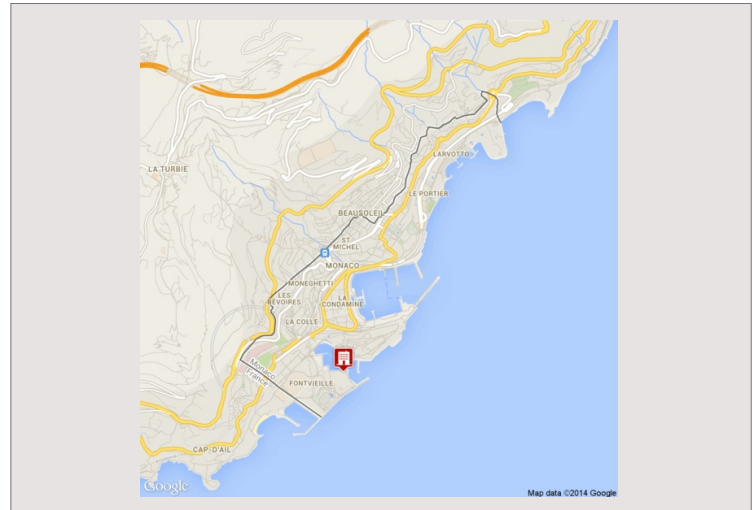 LARVOTTO
LA TURBIE
LE PORTIER
BEAUSOLEIL
ST
MICHEL
MONACO
MONEGHETTI
LES
RÉVOIRES
LA
CONDAMINE
LA COLLE
Monaco
France
FONTVIEILLE
CAP-D'AIL
Google
Map data ©2014 Google